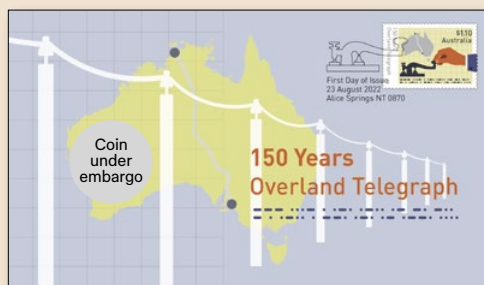 $1.10
Australia
First Day of Issue
23 August 2022
Alice Springs NT 0870
Coin
under
embargo
150 Years
Overland Telegraph